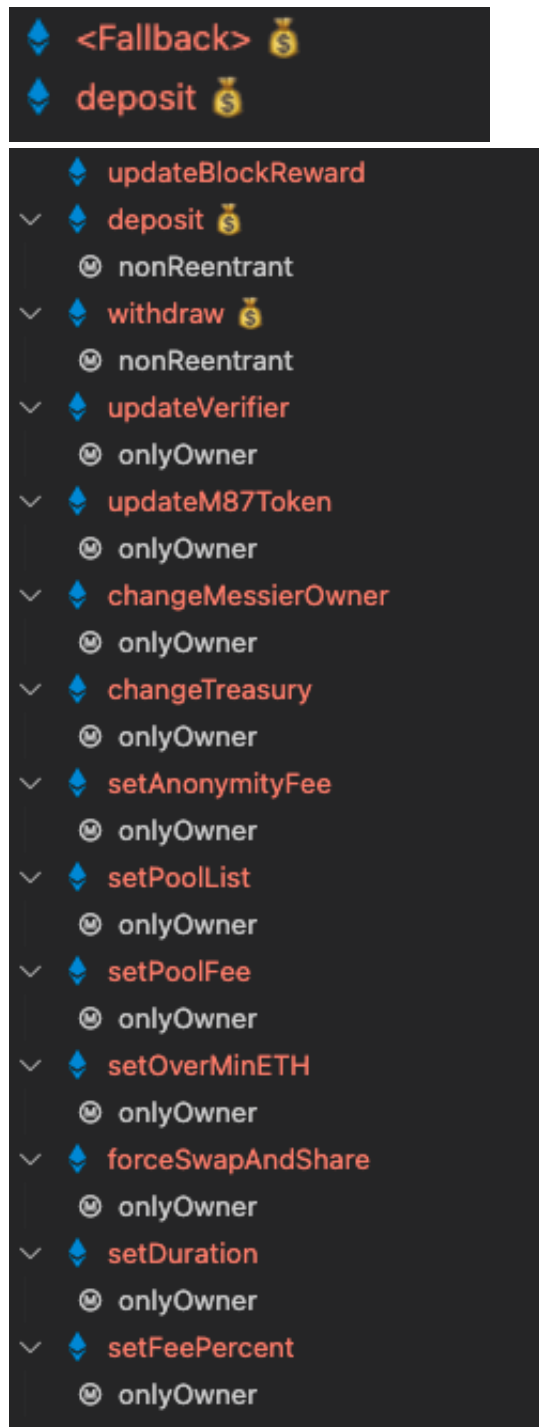 <Fallback> 💰
deposit 💰
updateBlockReward
deposit 💰
Ⓜ nonReentrant
withdraw 💰
Ⓜ nonReentrant
updateVerifier
Ⓜ onlyOwner
updateM87Token
Ⓜ onlyOwner
changeMessierOwner
Ⓜ onlyOwner
changeTreasury
Ⓜ onlyOwner
setAnonymityFee
Ⓜ onlyOwner
setPoolList
Ⓜ onlyOwner
setPoolFee
Ⓜ onlyOwner
setOverMinETH
Ⓜ onlyOwner
forceSwapAndShare
Ⓜ onlyOwner
setDuration
Ⓜ onlyOwner
setFeePercent
Ⓜ onlyOwner